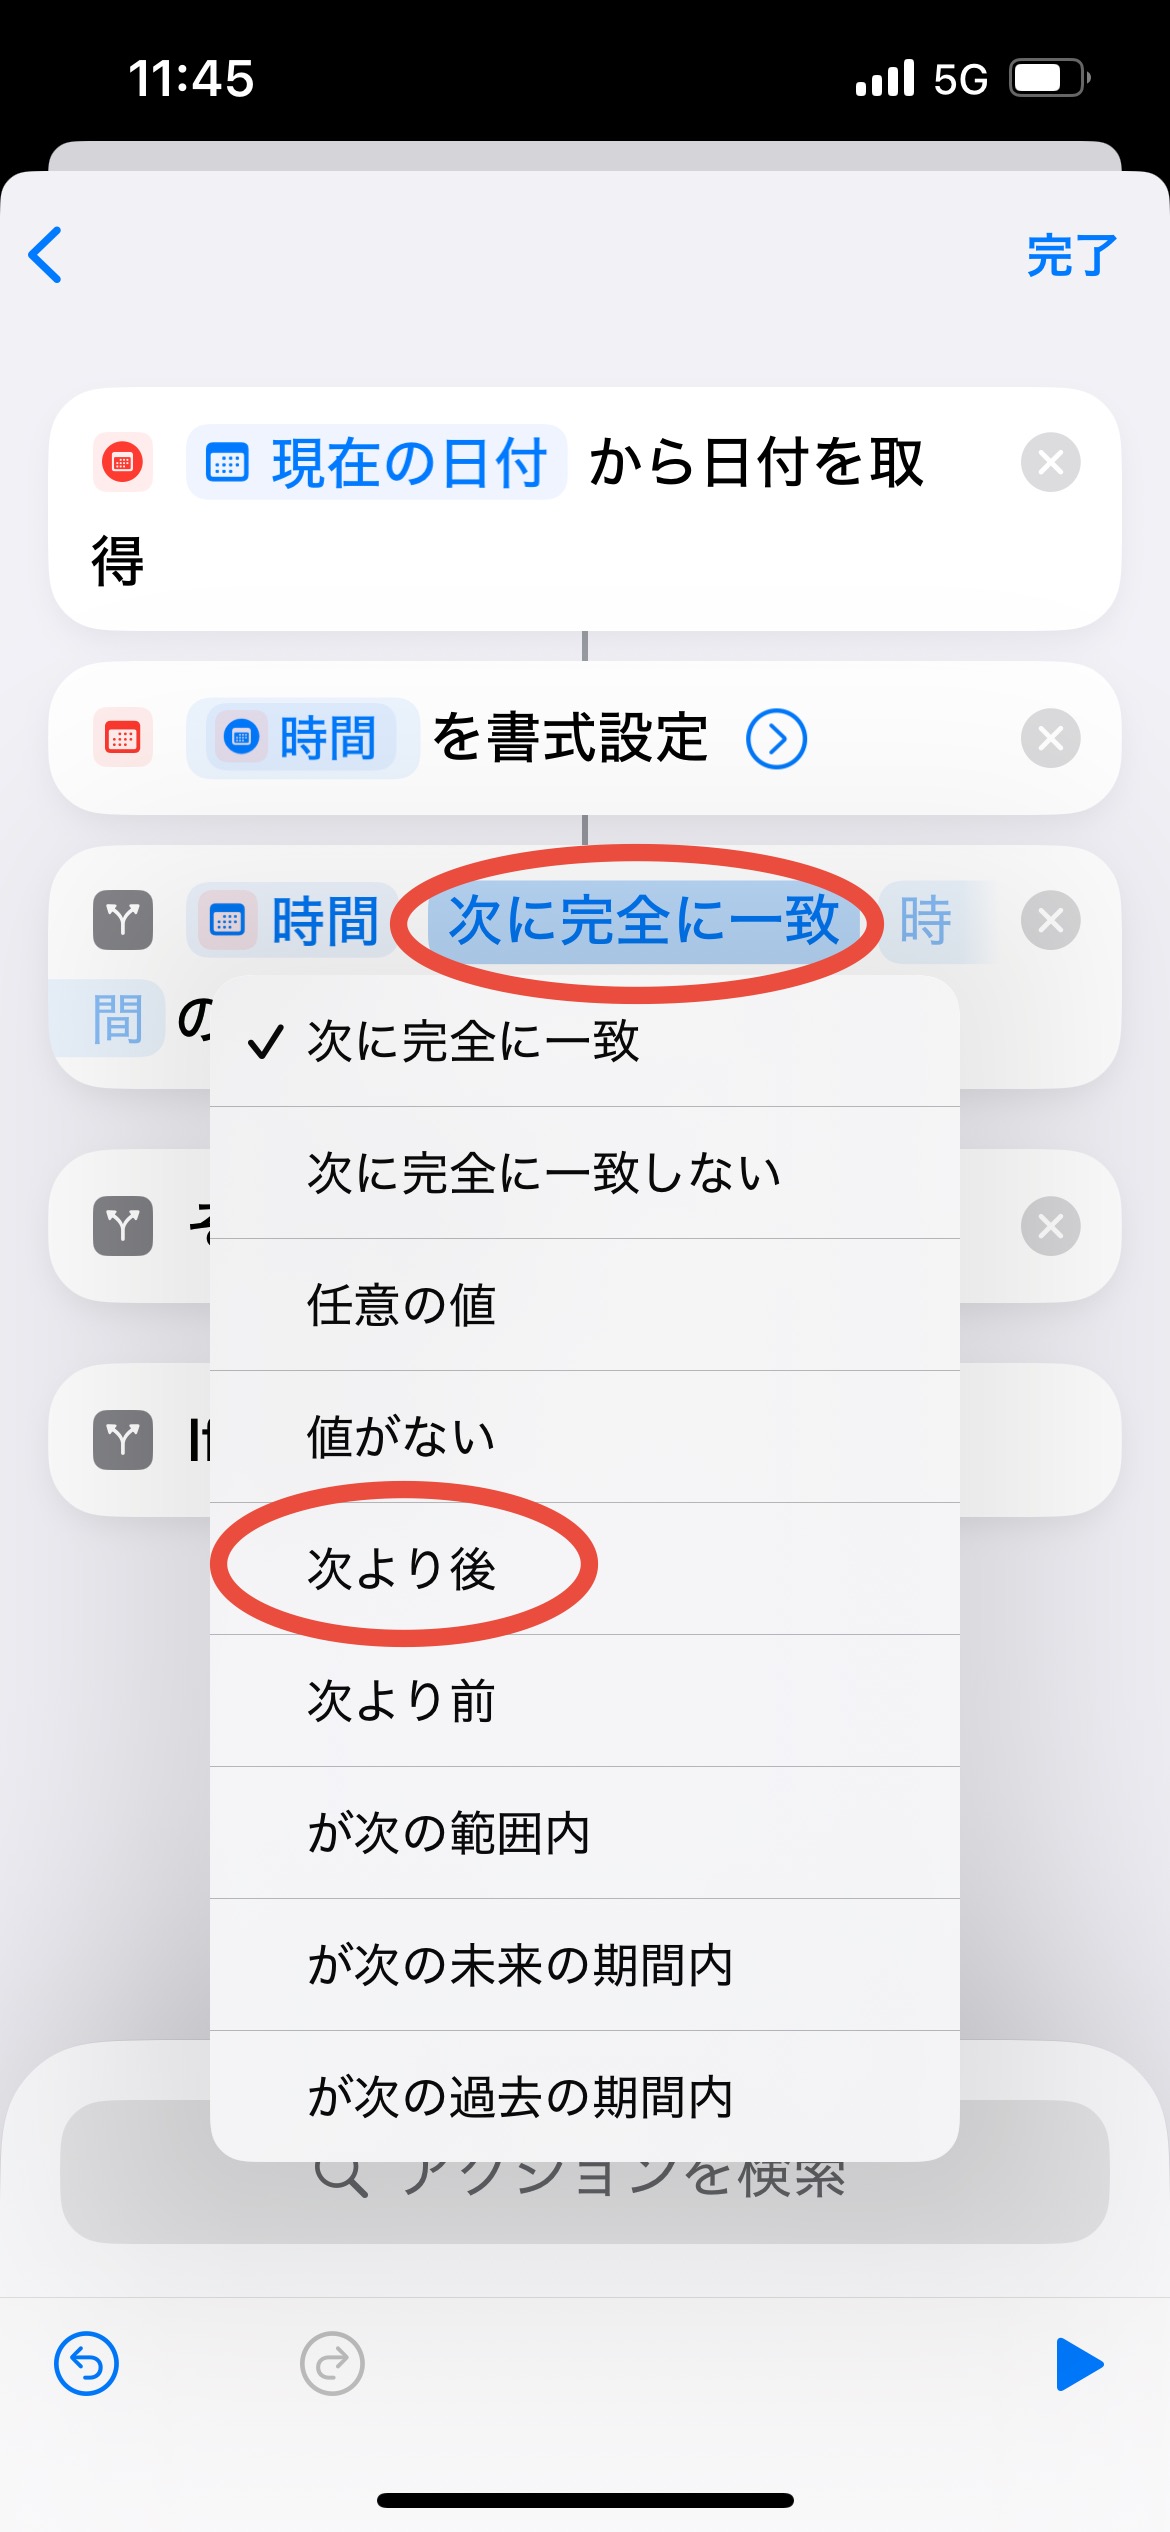 11:45 5G
完了
現在の日付 から日付を取
得
時間 を書式設定
時間 次に完全に一致 時
間 の
次に完全に一致
次に完全に一致しない
任意の値
値がない
次より後
次より前
が次の範囲内
が次の未来の期間内
が次の過去の期間内
アクションを検索